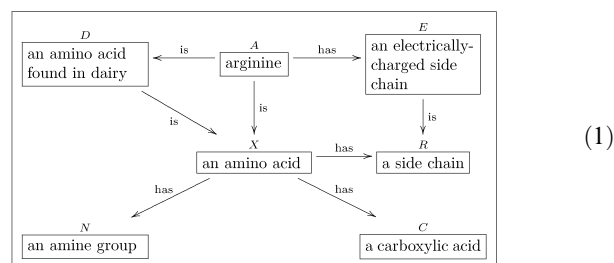 D
an amino acid
found in dairy
is
A
arginine
has
E
an electrically-
charged side
chain
is
is
is
X
an amino acid
has
R
a side chain
(1)
has
has
N
an amine group
C
a carboxylic acid